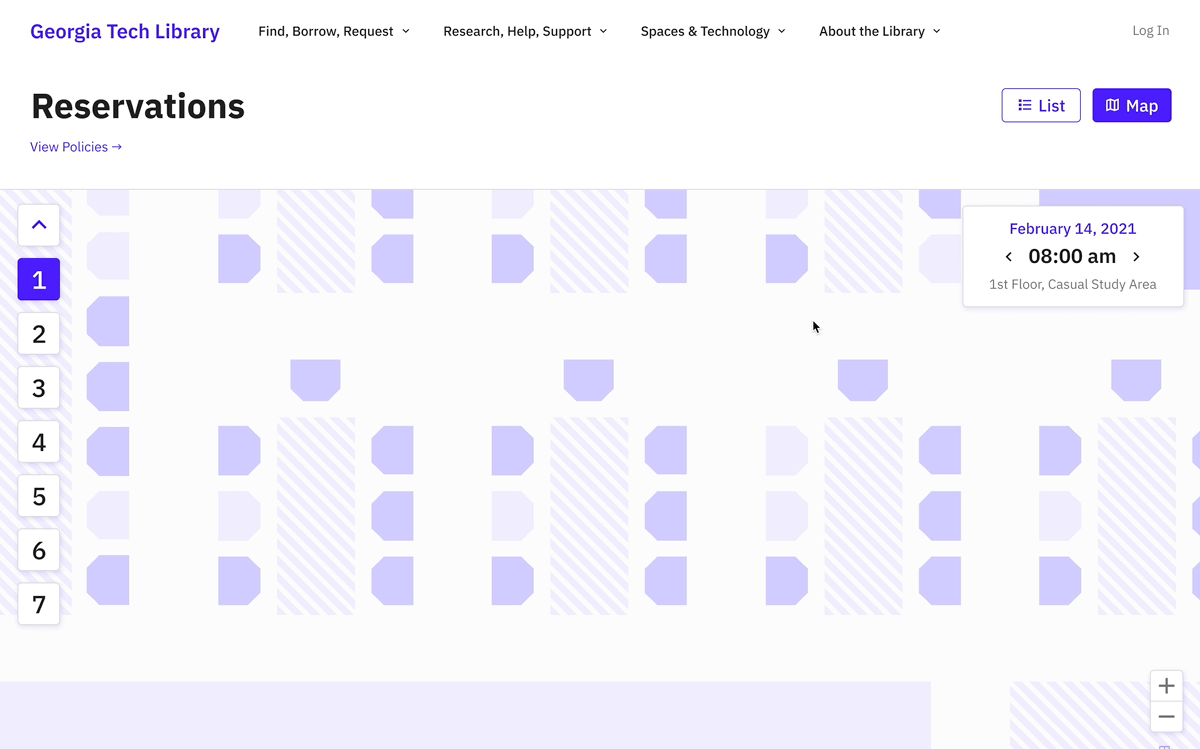 Georgia Tech Library
Find, Borrow, Request
Research, Help, Support
Spaces & Technology
About the Library
Log In
Reservations
List
Map
View Policies →
February 14, 2021
08:00 am
1st Floor, Casual Study Area
1
2
3
4
5
6
7